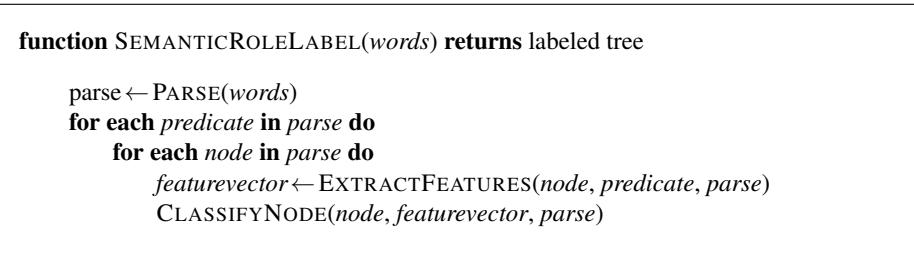 function SEMANTICROLELABEL(words) returns labeled tree
parse←PARSE(words)
for each predicate in parse do
for each node in parse do
featurevector←EXTRACTFEATURES(node, predicate, parse)
CLASSIFYNODE(node, featurevector, parse)